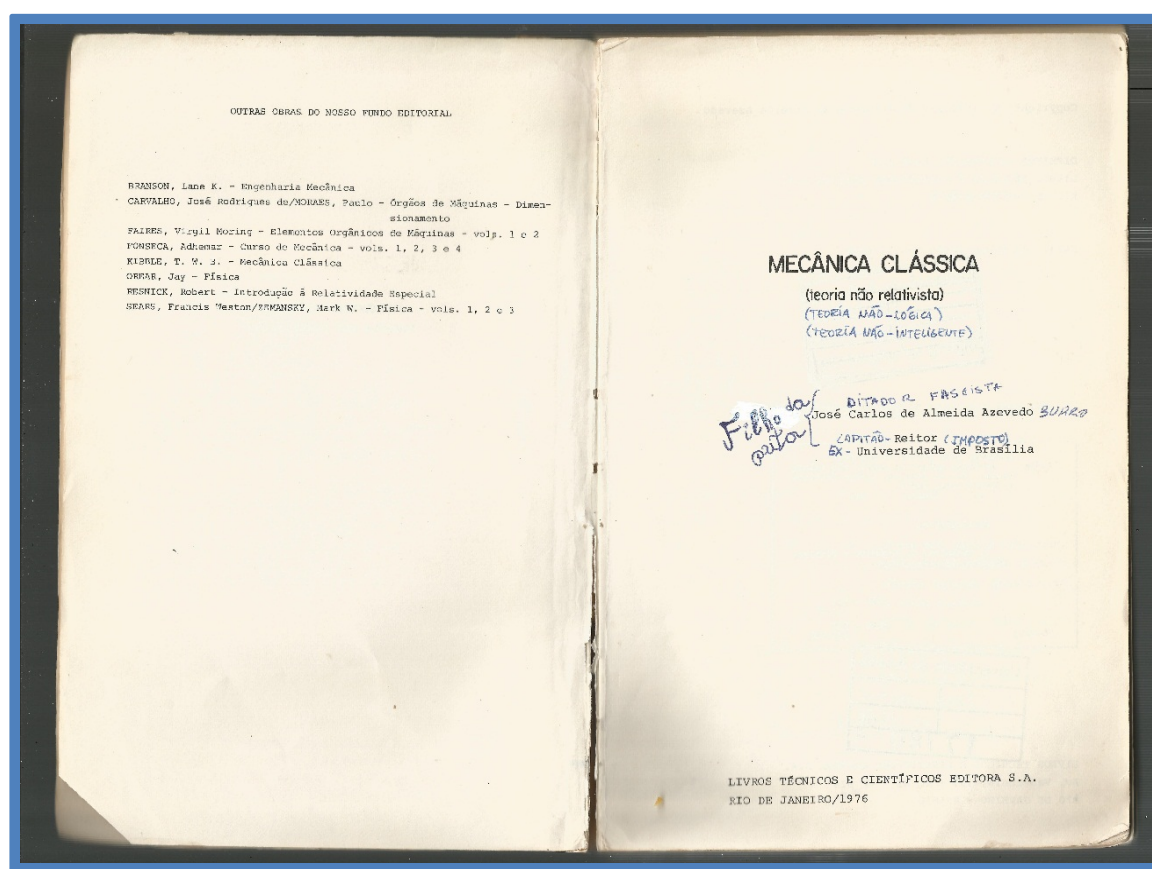 OUTRAS OBRAS DO NOSSO FUNDO EDITORIAL
BRANSON, Lane K. - Engenharia Mecânica
CARVALHO, José Rodrigues de/MORAES, Paulo - Órgãos de Máquinas - Dimen-
sionamento
FAIRES, Virgil Moring - Elementos Orgânicos de Máquinas - vols. 1 e 2
FONSECA, Adhemar - Curso de Mecânica - vols. 1, 2, 3 e 4
KIBBLE, T. W. B. - Mecânica Clássica
OREAR, Jay - Física
RESNICK, Robert - Introdução à Relatividade Especial
SEARS, Francis Weston/ZEMANSKY, Mark W. - Física - vols. 1, 2 e 3
MECÂNICA CLÁSSICA
(teoria não relativista)
(TEORÍA NÃO-LÓGICA)
(TEORÍA NÃO-INTELIGENTE)
Filho da
puta
DITADOR FASCISTA
José Carlos de Almeida Azevedo BURRO
CAPITÃO-Reitor (IMPOSTO)
EX-Universidade de Brasília
LIVROS TÉCNICOS E CIENTÍFICOS EDITORA S.A.
RIO DE JANEIRO/1976